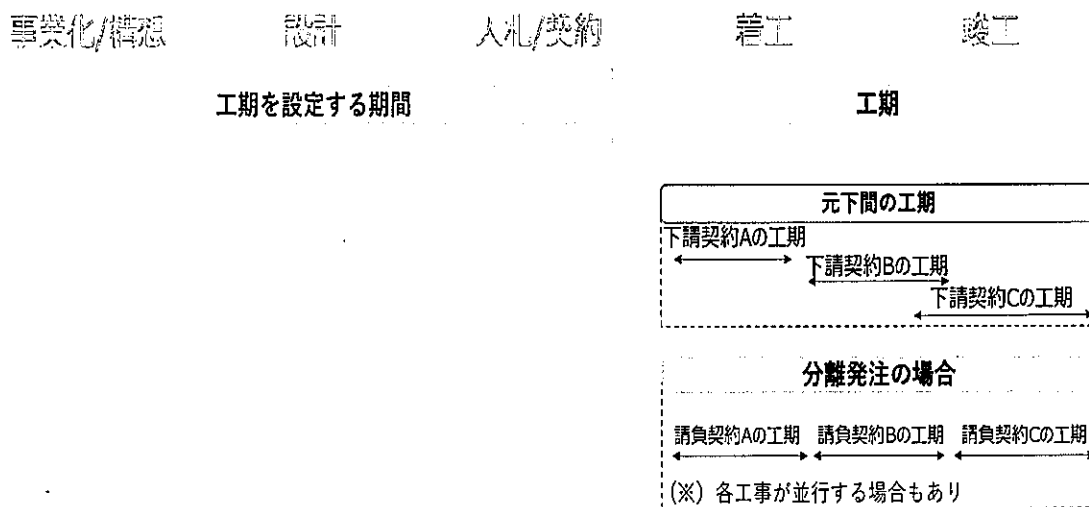 事業化/構想 設計 入札/契約 着工 竣工
工期を設定する期間 工期
元下間の工期
下請契約Aの工期
下請契約Bの工期
下請契約Cの工期
分離発注の場合
請負契約Aの工期 請負契約Bの工期 請負契約Cの工期
(※) 各工事が並行する場合もあり